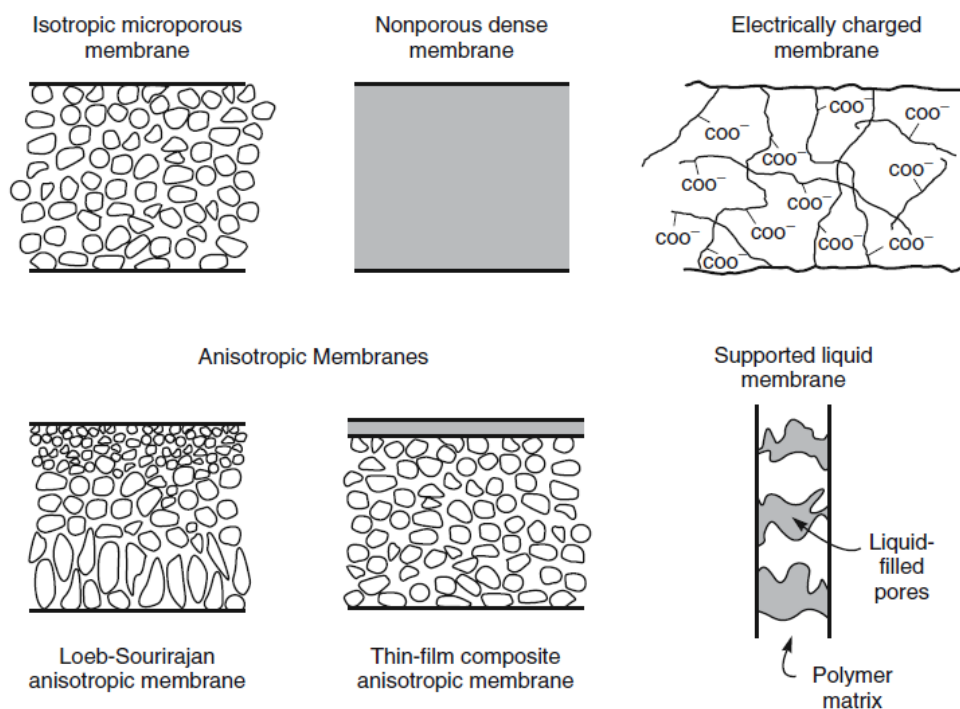 Isotropic microporous
membrane
Nonporous dense
membrane
Electrically charged
membrane
COO⁻
COO⁻
COO⁻
COO⁻
COO⁻
COO⁻
COO⁻
COO⁻
COO⁻
COO⁻
COO⁻
COO⁻
Anisotropic Membranes
Supported liquid
membrane
Liquid-
filled
pores
Loeb-Sourirajan
anisotropic membrane
Thin-film composite
anisotropic membrane
Polymer
matrix